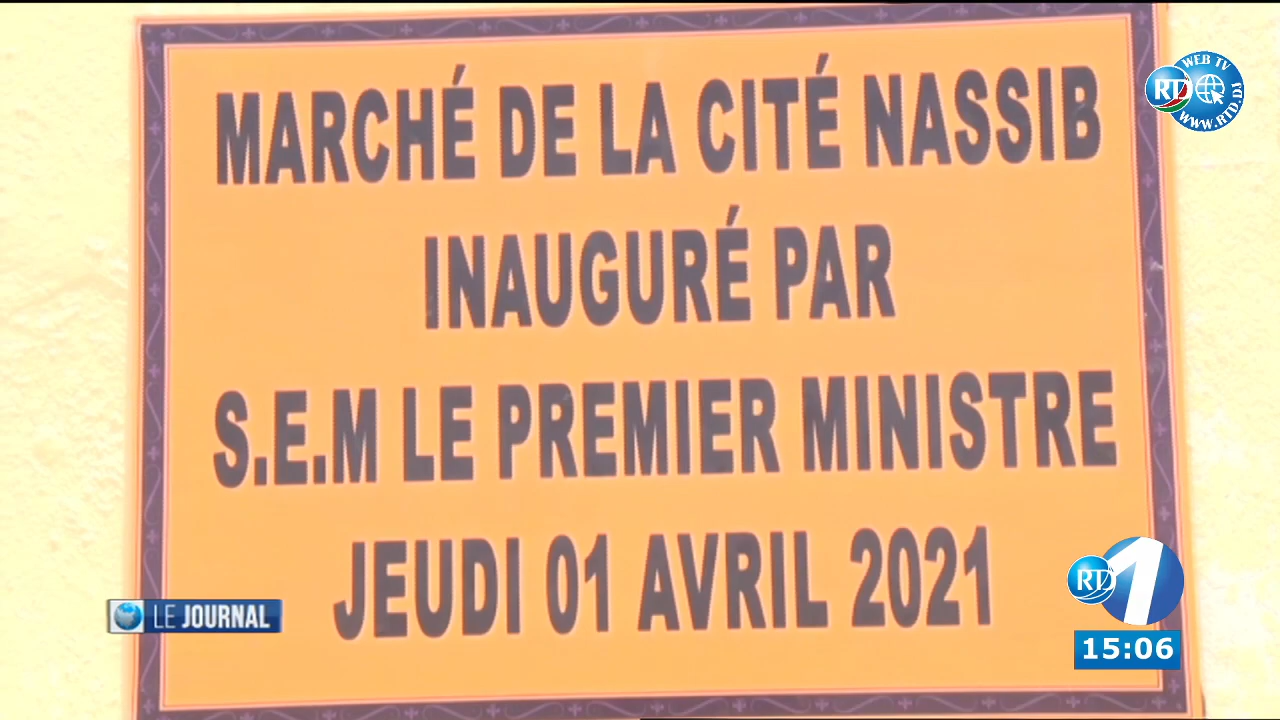 MARCHÉ DE LA CITÉ NASSIB
INAUGURÉ PAR
S.E.M LE PREMIER MINISTRE
JEUDI 01 AVRIL 2021
WEB TV
RTD
WWW.RTD.DJ
LE JOURNAL
RTD
1
15:06